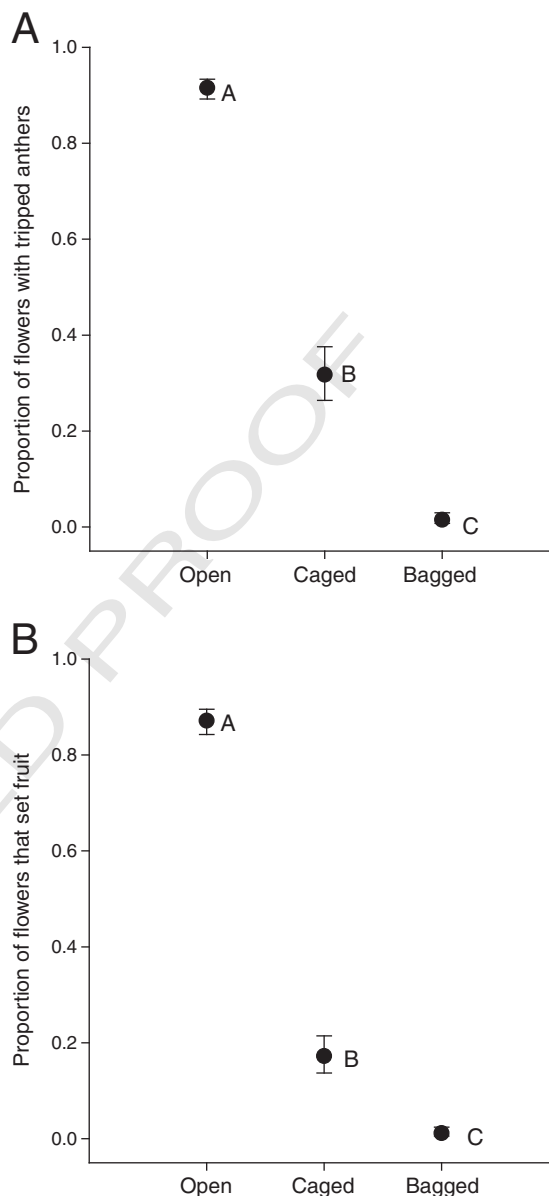 A
1.0
0.8
0.6
0.4
0.2
0.0
Proportion of flowers with tripped anthers
A
B
C
Open Caged Bagged
B
1.0
0.8
0.6
0.4
0.2
0.0
Proportion of flowers that set fruit
A
B
C
Open Caged Bagged
D PROOF